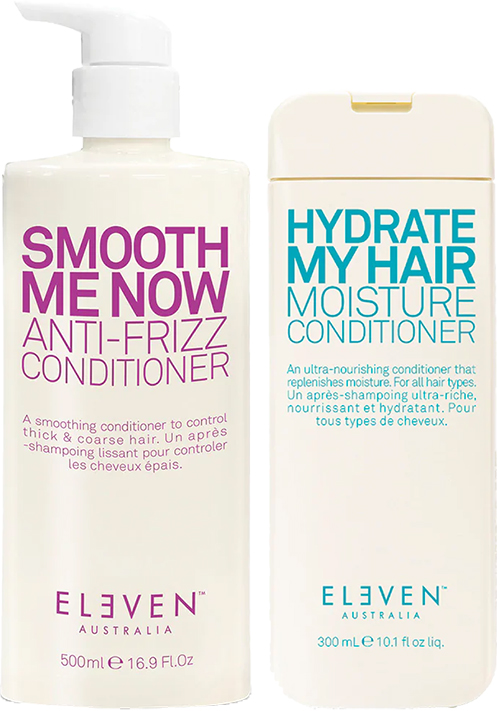 SMOOTH
ME NOW
ANTI-FRIZZ
CONDITIONER
A smoothing conditioner to control
thick & coarse hair. Un après
-shampoing lissant pour controler
les cheveux épais.
ELEVEN™
AUSTRALIA
500ml ℮ 16.9 Fl.Oz
HYDRATE
MY HAIR
MOISTURE
CONDITIONER
An ultra-nourishing conditioner that
replenishes moisture. For all hair types.
Un après-shampoing ultra-riche,
nourrissant et hydratant. Pour
tous types de cheveux.
ELEVEN™
AUSTRALIA
300 mL ℮ 10.1 fl oz liq.